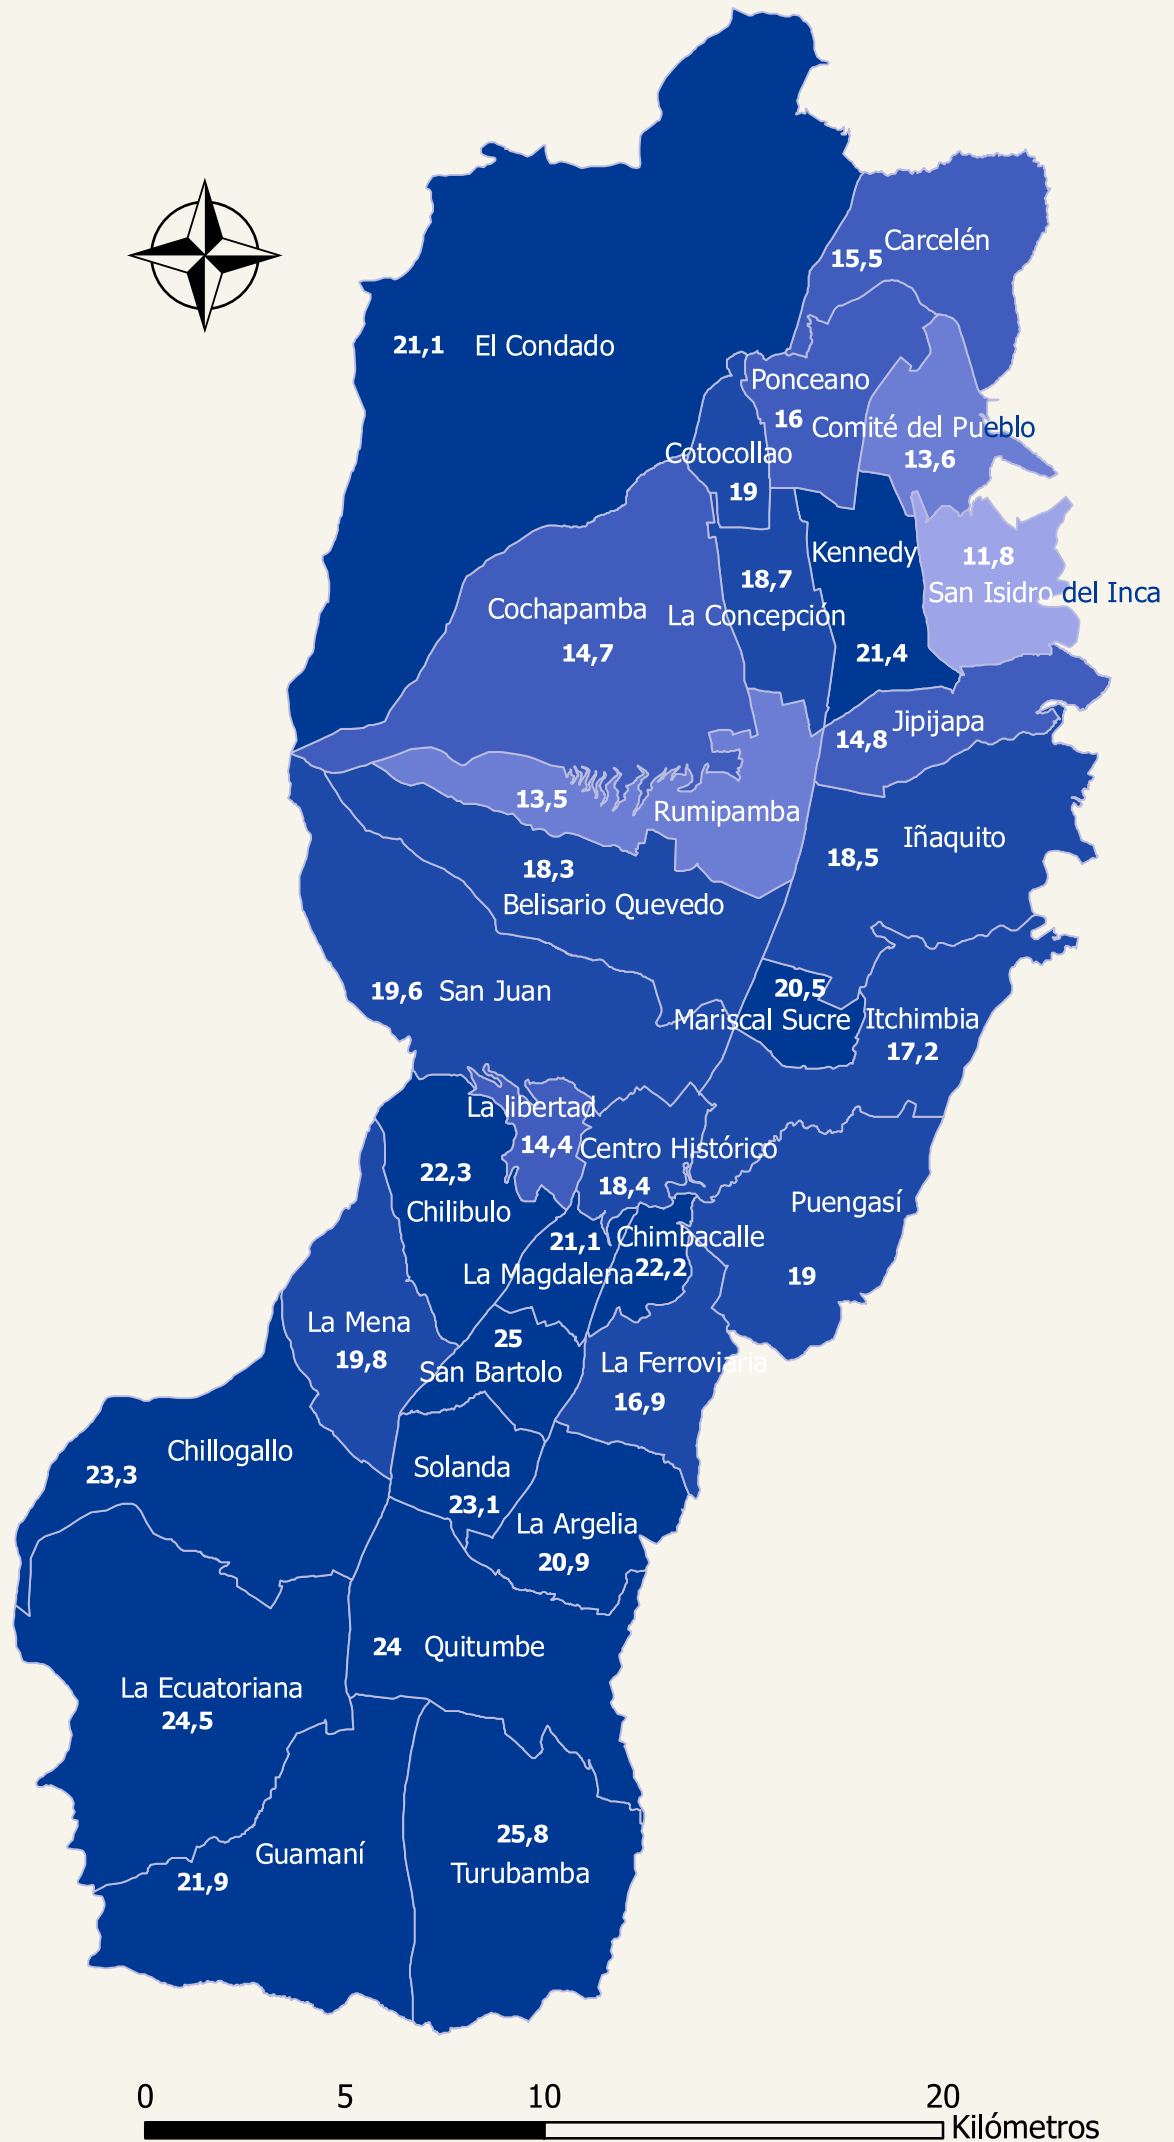 Carcelén
15,5
21,1 El Condado
Ponceano
16
Comité del Pueblo
13,6
Cotocollao
19
Kennedy
21,4
11,8
San Isidro del Inca
18,7
La Concepción
Cochapamba
14,7
Jipijapa
14,8
13,5
Rumipamba
Iñaquito
18,5
18,3
Belisario Quevedo
19,6 San Juan
20,5
Mariscal Sucre
Itchimbia
17,2
La libertad
14,4
Centro Histórico
18,4
22,3
Chilibulo
Puengasí
19
21,1
La Magdalena
Chimbacalle
22,2
La Mena
19,8
25
San Bartolo
La Ferroviaria
16,9
Chillogallo
23,3
Solanda
23,1
La Argelia
20,9
24 Quitumbe
La Ecuatoriana
24,5
Guamaní
21,9
25,8
Turubamba
0 5 10 20
Kilómetros